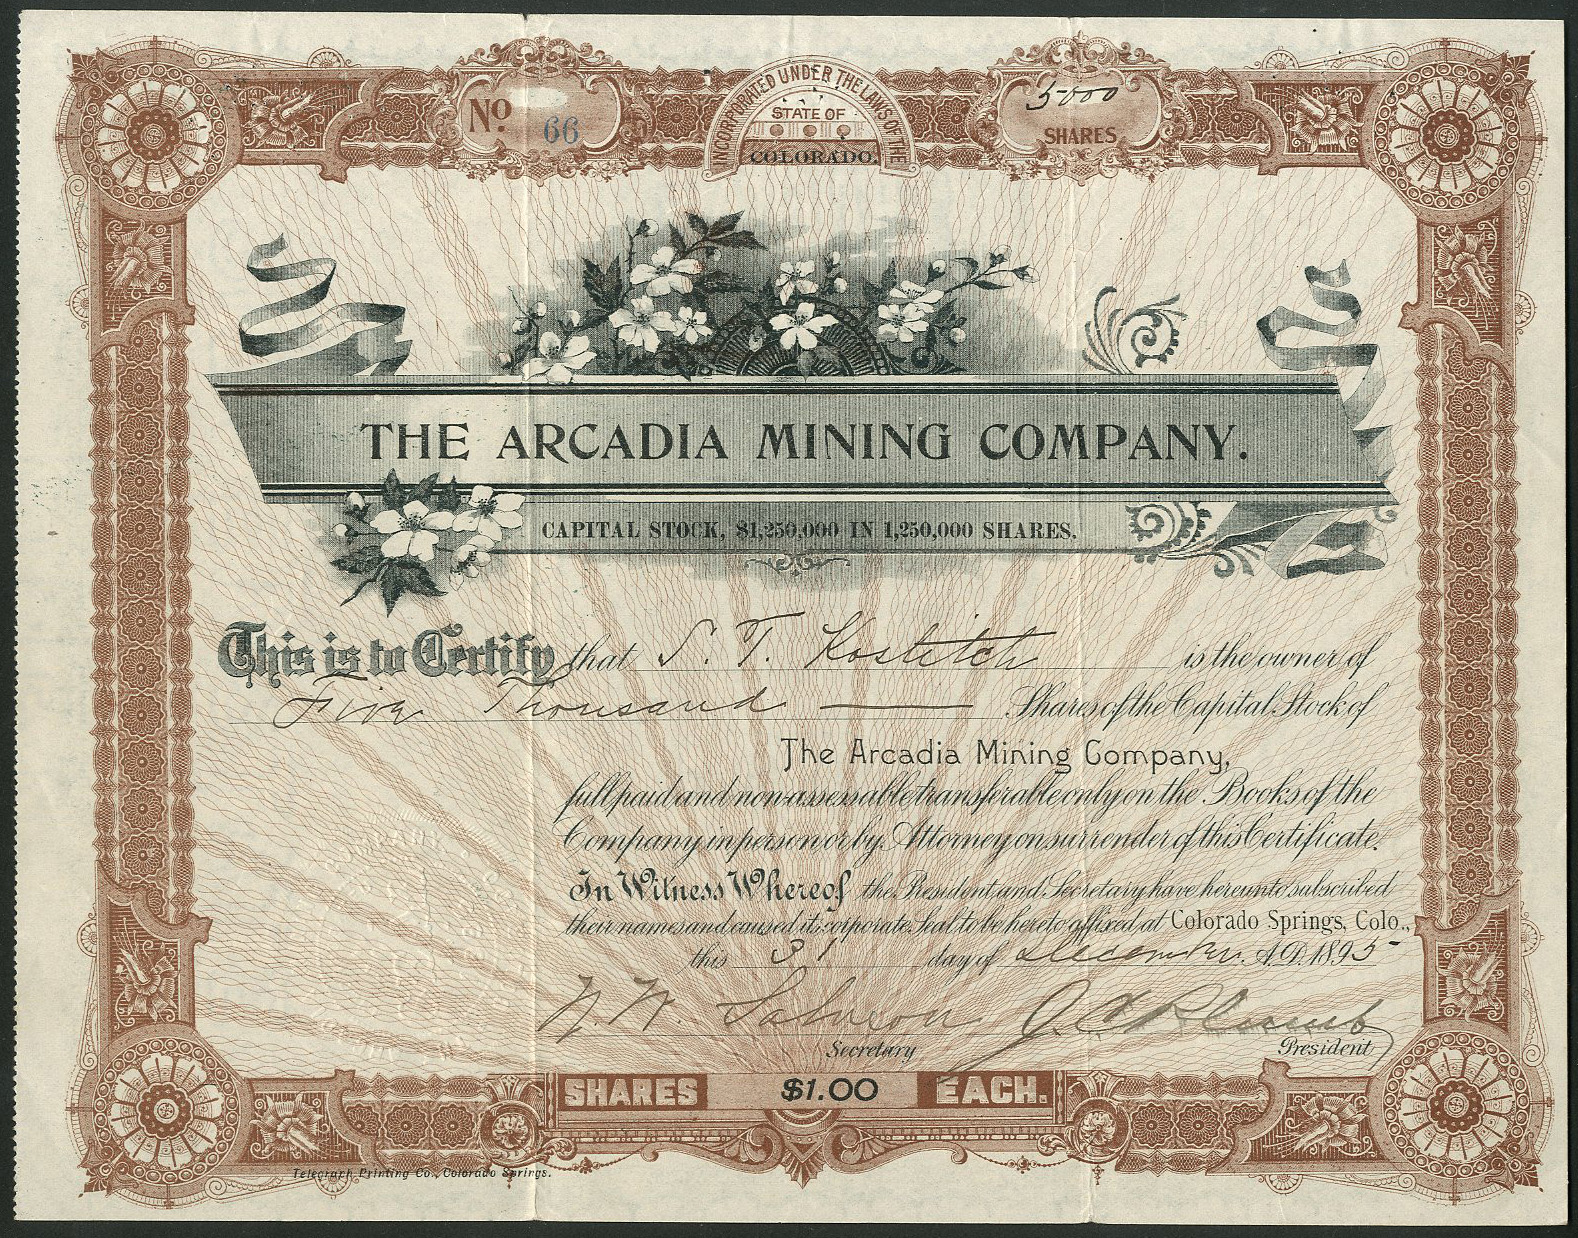 No. 66
INCORPORATED UNDER THE LAWS OF THE
STATE OF
COLORADO.
5000
SHARES
THE ARCADIA MINING COMPANY.
CAPITAL STOCK, $1,250,000 IN 1,250,000 SHARES.
This is to Certify that S. T. Kostitch is the owner of
Five Thousand Shares of the Capital Stock of
The Arcadia Mining Company,
full paid and non-assessable transferable only on the Books of the
Company in person or by Attorney on surrender of this Certificate.
In Witness Whereof the President and Secretary have hereunto subscribed
their names and caused its corporate Seal to be hereto affixed at Colorado Springs, Colo.,
this 31 day of December A.D. 1895
Secretary
President
SHARES $1.00 EACH.
Telegraph Printing Co., Colorado Springs.